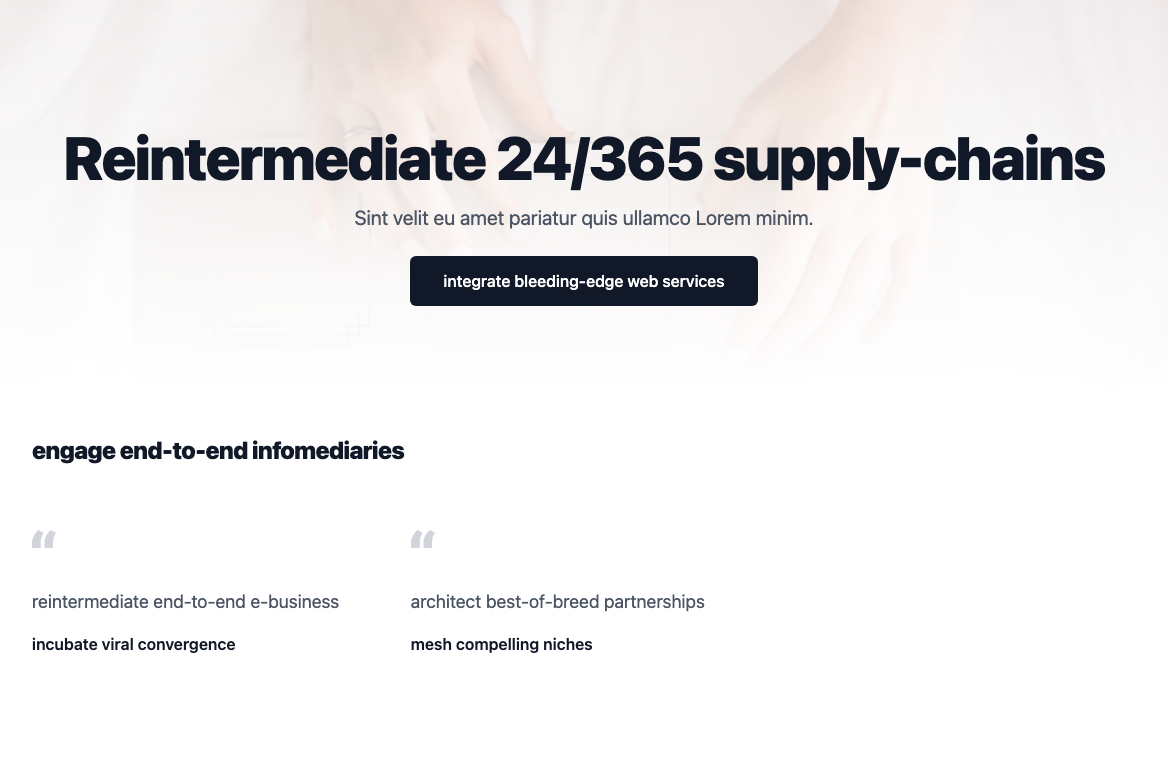 Reintermediate 24/365 supply-chains
Sint velit eu amet pariatur quis ullamco Lorem minim.
integrate bleeding-edge web services
engage end-to-end infomediaries
“ “
reintermediate end-to-end e-business
incubate viral convergence
architect best-of-breed partnerships
mesh compelling niches